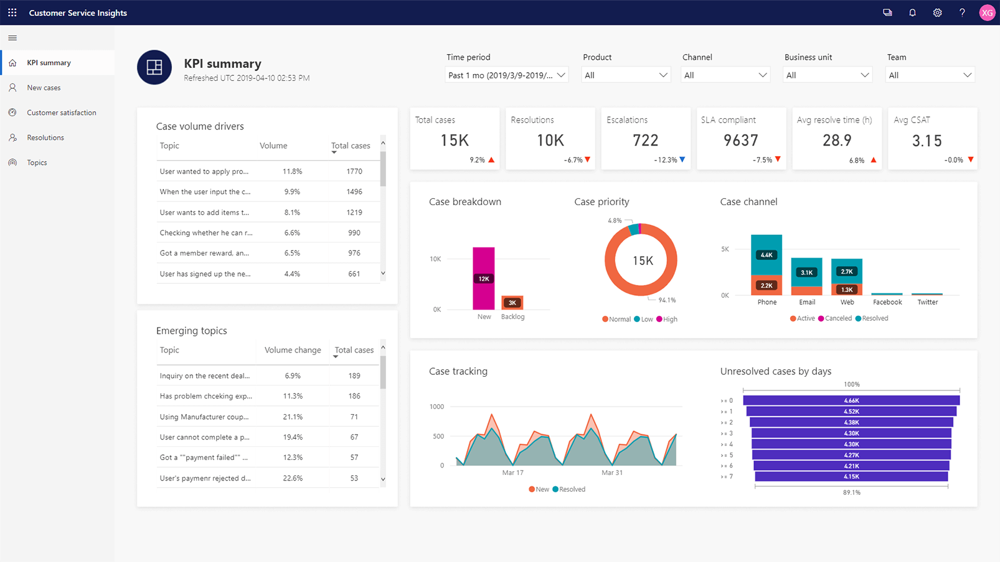 Customer Service Insights
?
XG
KPI summary
New cases
Customer satisfaction
Resolutions
Topics
KPI summary
Refreshed UTC 2019-04-10 02:53 PM
Time period
Past 1 mo (2019/3/9-2019/...
Product
All
Channel
All
Business unit
All
Team
All
Case volume drivers
Topic Volume Total cases
User wanted to apply pro... 11.8% 1770
When the user input the c... 9.9% 1496
User wants to add items t... 8.1% 1219
Checking whether he can r... 6.6% 990
Got a member reward, an... 6.5% 976
User has signed up the ne... 4.4% 661
Emerging topics
Topic Volume change Total cases
Inquiry on the recent deal... 6.9% 189
Has problem chceking exp... 11.3% 186
Using Manufacturer coup... 21.1% 71
User cannot complete a p... 19.4% 67
Got a ""payment failed"" ... 12.3% 57
User's paymenr rejected d... 22.6% 53
Total cases
15K
9.2%
Resolutions
10K
-6.7%
Escalations
722
-12.3%
SLA compliant
9637
-7.5%
Avg resolve time (h)
28.9
6.8%
Avg CSAT
3.15
-0.0%
Case breakdown
10K
0K
12K
3K
New Backlog
Case priority
4.8%
15K
94.1%
Normal Low High
Case channel
5K
0K
4.4K
2.2K
3.1K
2.7K
1.3K
Phone Email Web Facebook Twitter
Active Canceled Resolved
Case tracking
1000
500
0
Mar 17 Mar 31
New Resolved
Unresolved cases by days
100%
>= 0 4.66K
>= 1 4.52K
>= 2 4.38K
>= 3 4.30K
>= 4 4.30K
>= 5 4.27K
>= 6 4.21K
>= 7 4.15K
89.1%